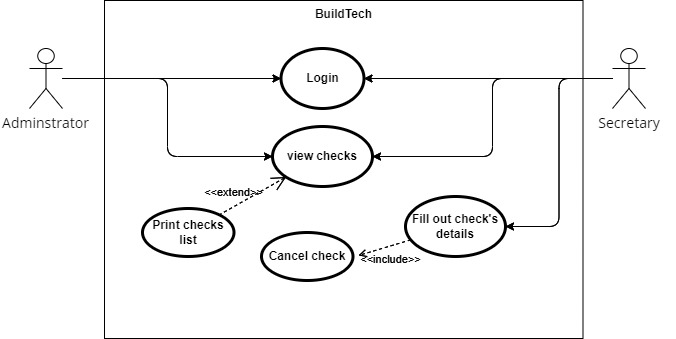 BuildTech
Login
Adminstrator
Secretary
view checks
<<extend>>
Print checks
list
Fill out check's
details
Cancel check
<<include>>